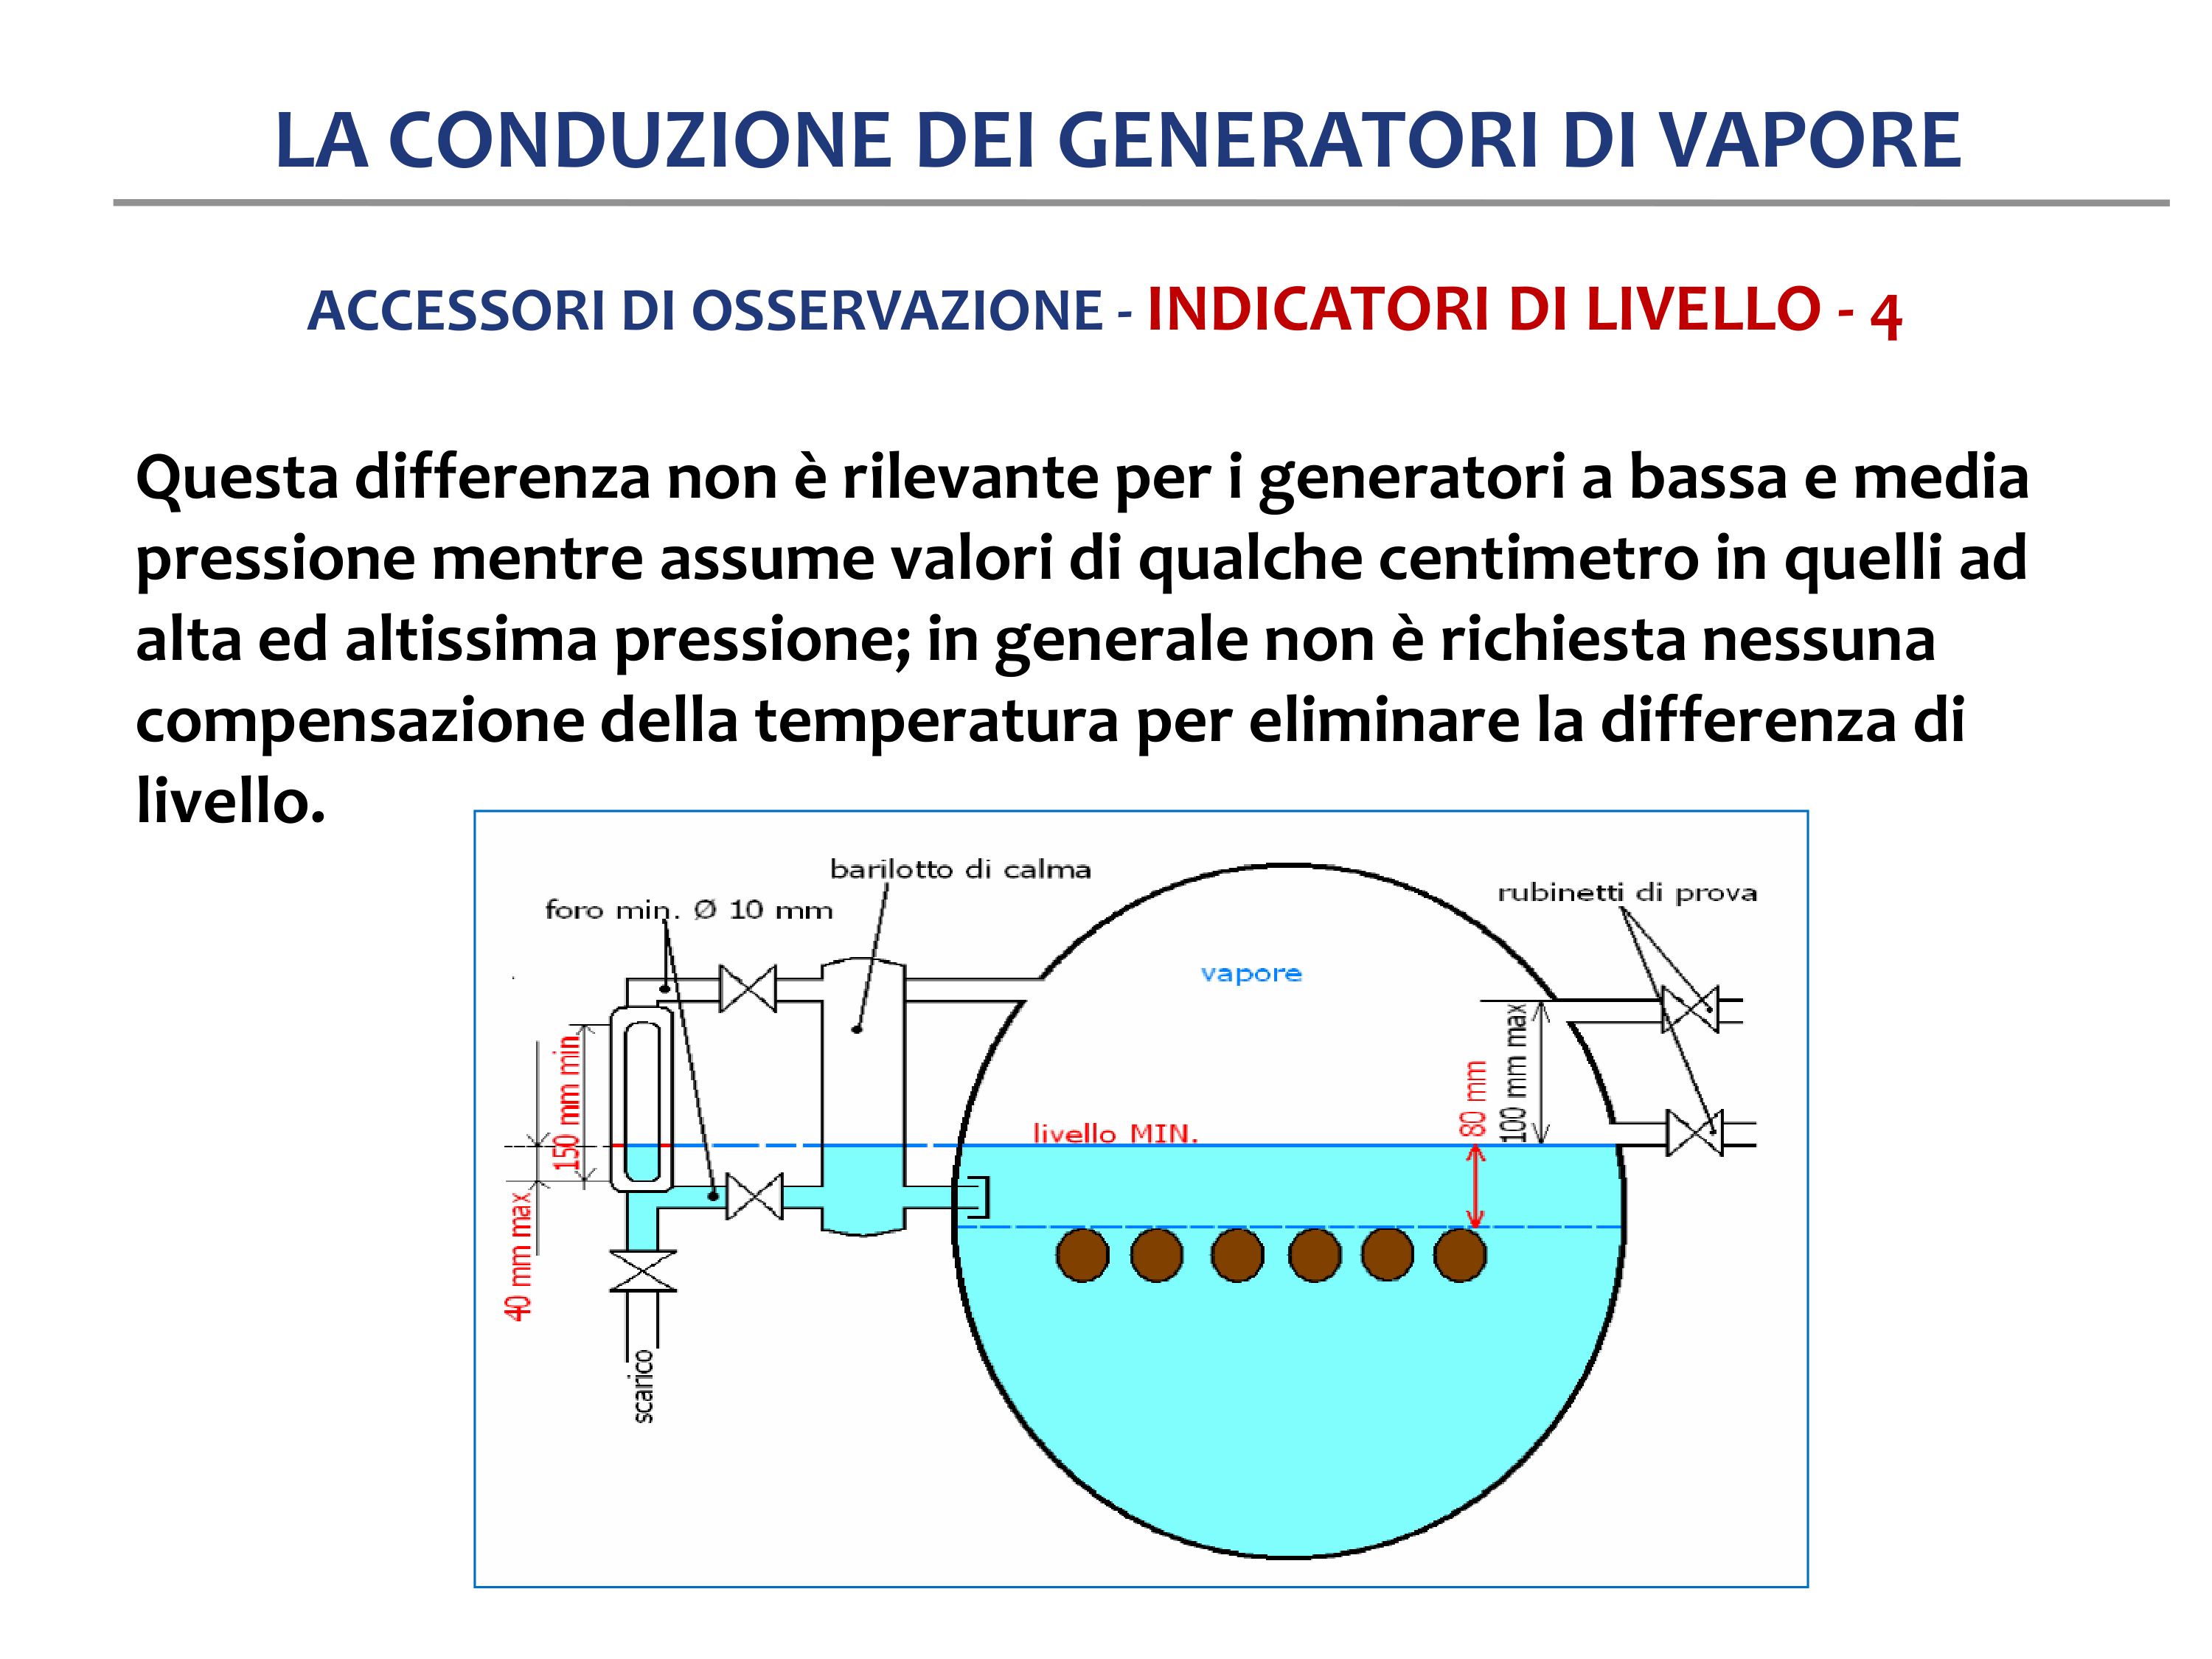 LA CONDUZIONE DEI GENERATORI DI VAPORE
ACCESSORI DI OSSERVAZIONE - INDICATORI DI LIVELLO - 4
Questa differenza non è rilevante per i generatori a bassa e media
pressione mentre assume valori di qualche centimetro in quelli ad
alta ed altissima pressione; in generale non è richiesta nessuna
compensazione della temperatura per eliminare la differenza di
livello.
barilotto di calma
foro min. Ø 10 mm
rubinetti di prova
vapore
150 mm min.
80 mm
100 mm max
livello MIN.
40 mm max
scarico